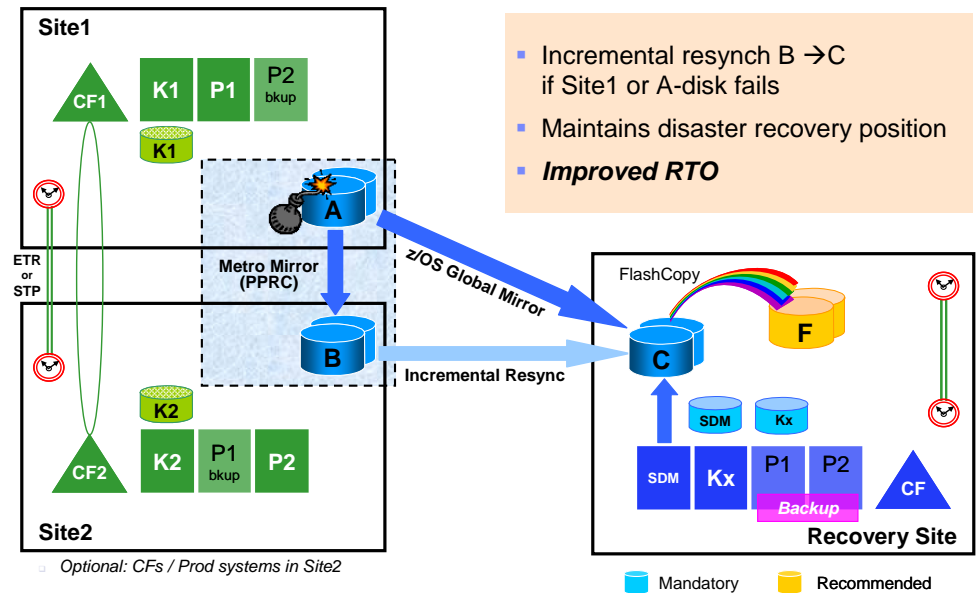 Site1
CF1
K1
P1
P2
bkup
K1
A
ETR
or
STP
Metro Mirror
(PPRC)
z/OS Global Mirror
B
Incremental Resync
K2
CF2
K2
P1
bkup
P2
Site2
Optional: CFs / Prod systems in Site2
▪ Incremental resynch B →C
if Site1 or A-disk fails
▪ Maintains disaster recovery position
▪ Improved RTO
FlashCopy
F
C
SDM
Kx
SDM
Kx
P1
P2
Backup
CF
Recovery Site
Mandatory
Recommended